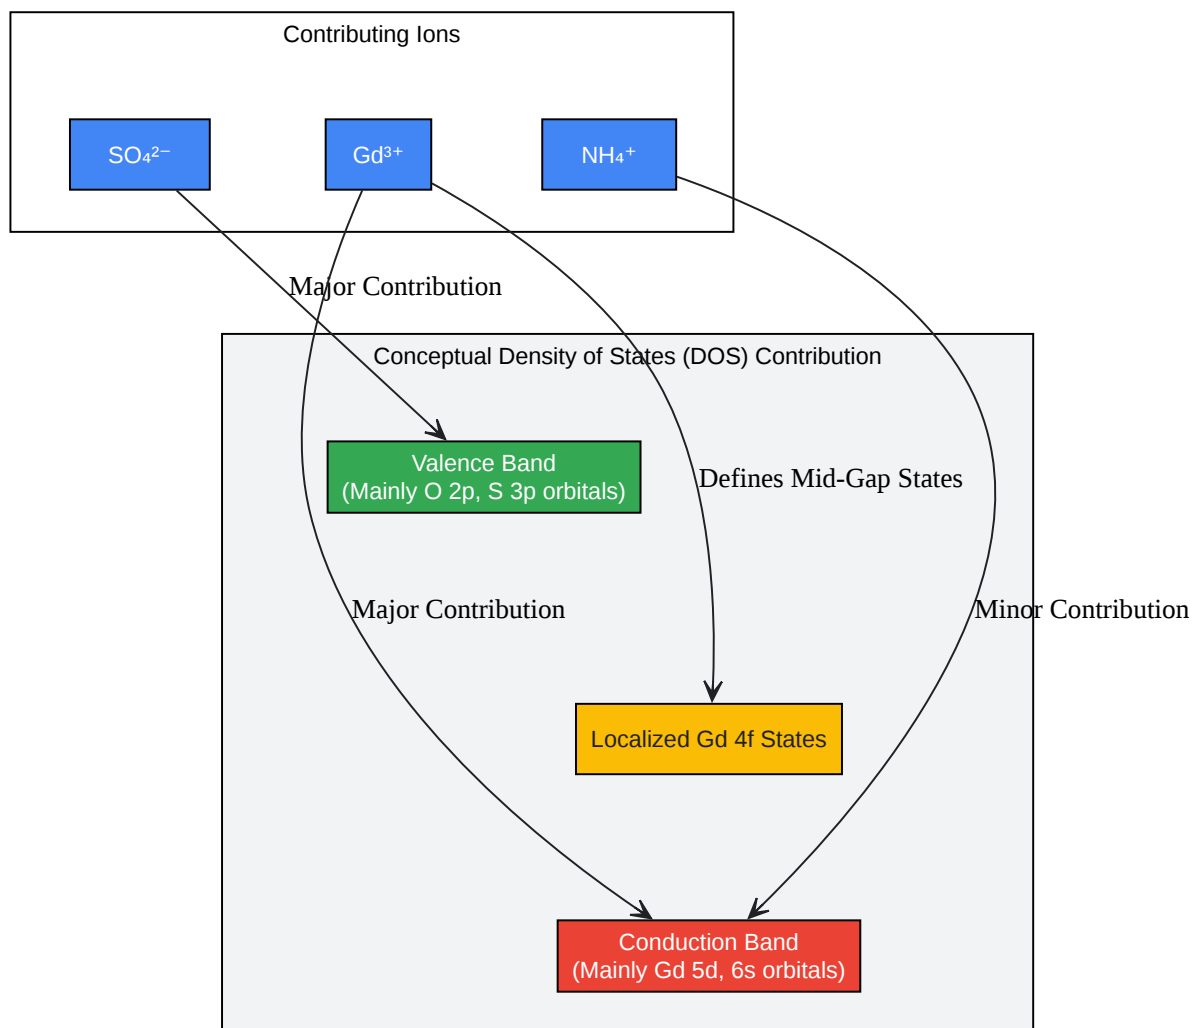 Contributing Ions
SO₄²⁻
Gd³⁺
NH₄⁺
Major Contribution
Conceptual Density of States (DOS) Contribution
Valence Band
(Mainly O 2p, S 3p orbitals)
Defines Mid-Gap States
Major Contribution
Minor Contribution
Localized Gd 4f States
Conduction Band
(Mainly Gd 5d, 6s orbitals)